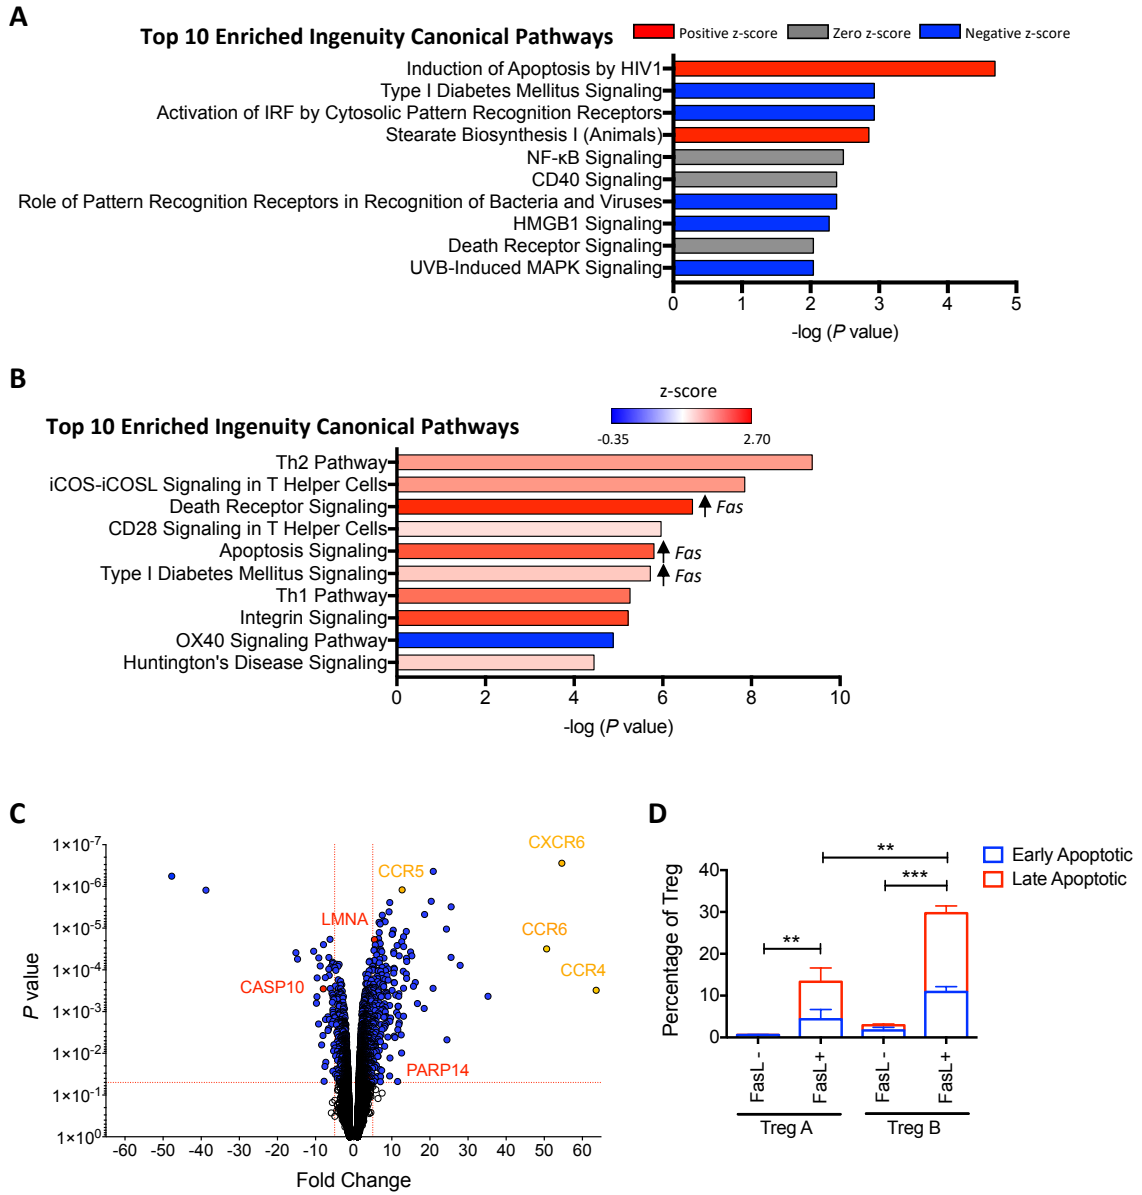 A
Top 10 Enriched Ingenuity Canonical Pathways
Positive z-score
Zero z-score
Negative z-score
Induction of Apoptosis by HIV1
Type I Diabetes Mellitus Signaling
Activation of IRF by Cytosolic Pattern Recognition Receptors
Stearate Biosynthesis I (Animals)
NF-κB Signaling
CD40 Signaling
Role of Pattern Recognition Receptors in Recognition of Bacteria and Viruses
HMGB1 Signaling
Death Receptor Signaling
UVB-Induced MAPK Signaling
0 1 2 3 4 5
-log (P value)
B
z-score
-0.35 2.70
Top 10 Enriched Ingenuity Canonical Pathways
Th2 Pathway
iCOS-iCOSL Signaling in T Helper Cells
Death Receptor Signaling
Fas
CD28 Signaling in T Helper Cells
Apoptosis Signaling
Fas
Type I Diabetes Mellitus Signaling
Fas
Th1 Pathway
Integrin Signaling
OX40 Signaling Pathway
Huntington's Disease Signaling
0 2 4 6 8 10
-log (P value)
C
P value
1×10-7
1×10-6
1×10-5
1×10-4
1×10-3
1×10-2
1×10-1
1×100
CXCR6
CCR5
LMNA
CCR6
CCR4
CASP10
PARP14
-60 -50 -40 -30 -20 -10 0 10 20 30 40 50 60
Fold Change
D
Early Apoptotic
Late Apoptotic
Percentage of Treg
40
30
20
10
0
**
***
**
FasL -
FasL+
FasL -
FasL+
Treg A
Treg B